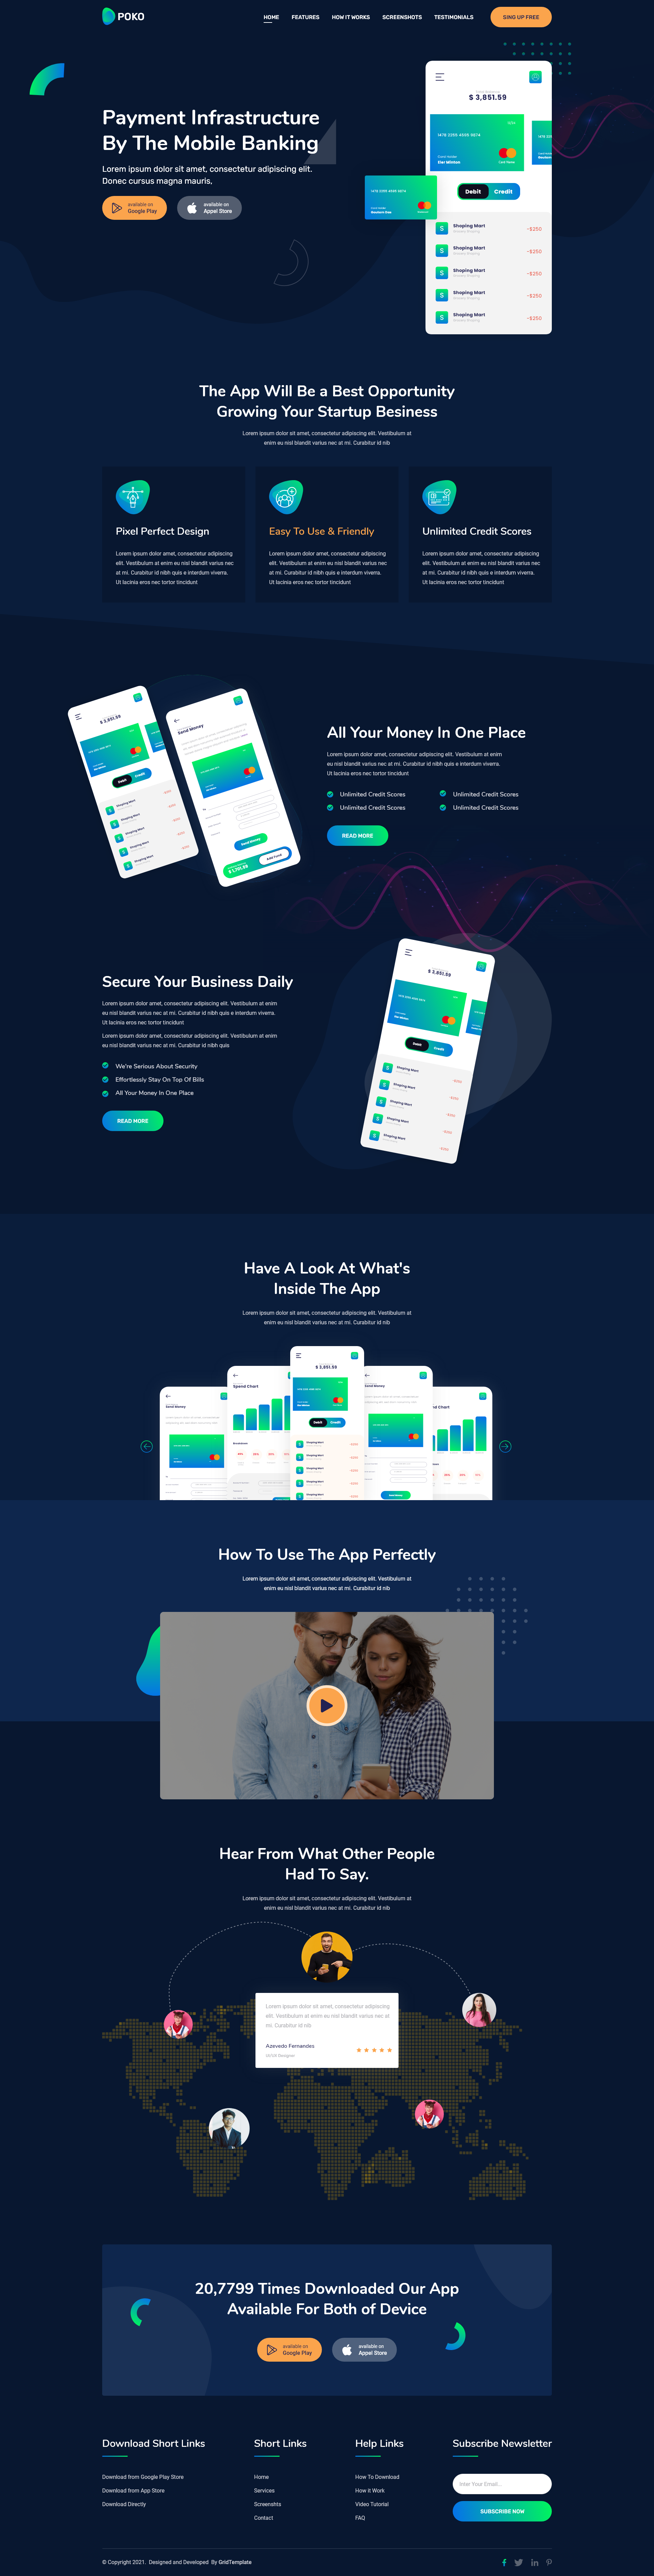 POKO
HOME FEATURES HOW IT WORKS SCREENSHOTS TESTIMONIALS SING UP FREE
Payment Infrastructure
By The Mobile Banking
Lorem ipsum dolor sit amet, consectetur adipiscing elit.
Donec cursus magna mauris,
available on
Google Play
available on
Appel Store
$ 3,851.59
1478 2255 4555 5874
Debit Credit
Shoping Mart
-$250
Shoping Mart
-$250
Shoping Mart
-$250
Shoping Mart
-$250
Shoping Mart
-$250
The App Will Be a Best Opportunity
Growing Your Startup Besiness
Lorem ipsum dolor sit amet, consectetur adipiscing elit. Vestibulum at
enim eu nisl blandit varius nec at mi. Curabitur id nib
Pixel Perfect Design
Lorem ipsum dolor amet, consectetur adipiscing
elit. Vestibulum at enim eu nisl blandit varius nec
at mi. Curabitur id nibh quis e interdum viverra.
Ut lacinia eros nec tortor tincidunt
Easy To Use & Friendly
Lorem ipsum dolor amet, consectetur adipiscing
elit. Vestibulum at enim eu nisl blandit varius nec
at mi. Curabitur id nibh quis e interdum viverra.
Ut lacinia eros nec tortor tincidunt
Unlimited Credit Scores
Lorem ipsum dolor amet, consectetur adipiscing
elit. Vestibulum at enim eu nisl blandit varius nec
at mi. Curabitur id nibh quis e interdum viverra.
Ut lacinia eros nec tortor tincidunt
All Your Money In One Place
Lorem ipsum dolor amet, consectetur adipiscing elit. Vestibulum at enim
eu nisl blandit varius nec at mi. Curabitur id nibh quis e interdum viverra.
Ut lacinia eros nec tortor tincidunt
Unlimited Credit Scores
Unlimited Credit Scores
Unlimited Credit Scores
Unlimited Credit Scores
READ MORE
Secure Your Business Daily
Lorem ipsum dolor amet, consectetur adipiscing elit. Vestibulum at enim
eu nisl blandit varius nec at mi. Curabitur id nibh quis e interdum viverra.
Ut lacinia eros nec tortor tincidunt
Lorem ipsum dolor amet, consectetur adipiscing elit. Vestibulum at enim
eu nisl blandit varius nec at mi. Curabitur id nibh quis
We're Serious About Security
Effortlessly Stay On Top Of Bills
All Your Money In One Place
READ MORE
Have A Look At What's
Inside The App
Lorem ipsum dolor sit amet, consectetur adipiscing elit. Vestibulum at
enim eu nisl blandit varius nec at mi. Curabitur id nib
Send Money
Spend Chart
$ 3,851.59
Debit Credit
How To Use The App Perfectly
Lorem ipsum dolor sit amet, consectetur adipiscing elit. Vestibulum at
enim eu nisl blandit varius nec at mi. Curabitur id nib
Hear From What Other People
Had To Say.
Lorem ipsum dolor sit amet, consectetur adipiscing elit. Vestibulum at
enim eu nisl blandit varius nec at mi. Curabitur id nib
Lorem ipsum dolor sit amet, consectetur adipiscing
elit. Vestibulum at enim eu nisl blandit varius nec at
mi. Curabitur id nib
Azevedo Fernandes
UI/UX Designer
20,7799 Times Downloaded Our App
Available For Both of Device
available on
Google Play
available on
Appel Store
Download Short Links
Download from Google Play Store
Download from App Store
Download Directly
Short Links
Home
Services
Screenshts
Contact
Help Links
How To Download
How it Work
Video Tutorial
FAQ
Subscribe Newsletter
Inter Your Email...
SUBSCRIBE NOW
© Copyright 2021. Designed and Developed By GridTemplate